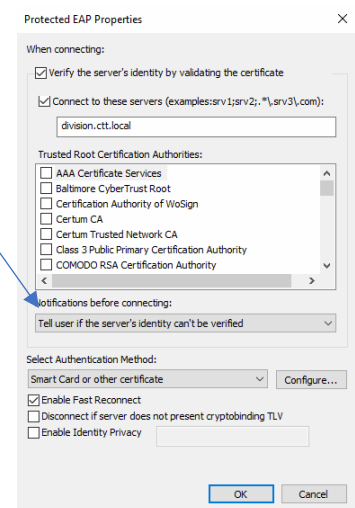 Protected EAP Properties
When connecting:
Verify the server's identity by validating the certificate
Connect to these servers (examples:srv1;srv2;.*\.srv3\.com):
division.ctt.local
Trusted Root Certification Authorities:
AAA Certificate Services
Baltimore CyberTrust Root
Certification Authority of WoSign
Certum CA
Certum Trusted Network CA
Class 3 Public Primary Certification Authority
COMODO RSA Certification Authority
Notifications before connecting:
Tell user if the server's identity can't be verified
Select Authentication Method:
Smart Card or other certificate
Configure...
Enable Fast Reconnect
Disconnect if server does not present cryptobinding TLV
Enable Identity Privacy
OK Cancel